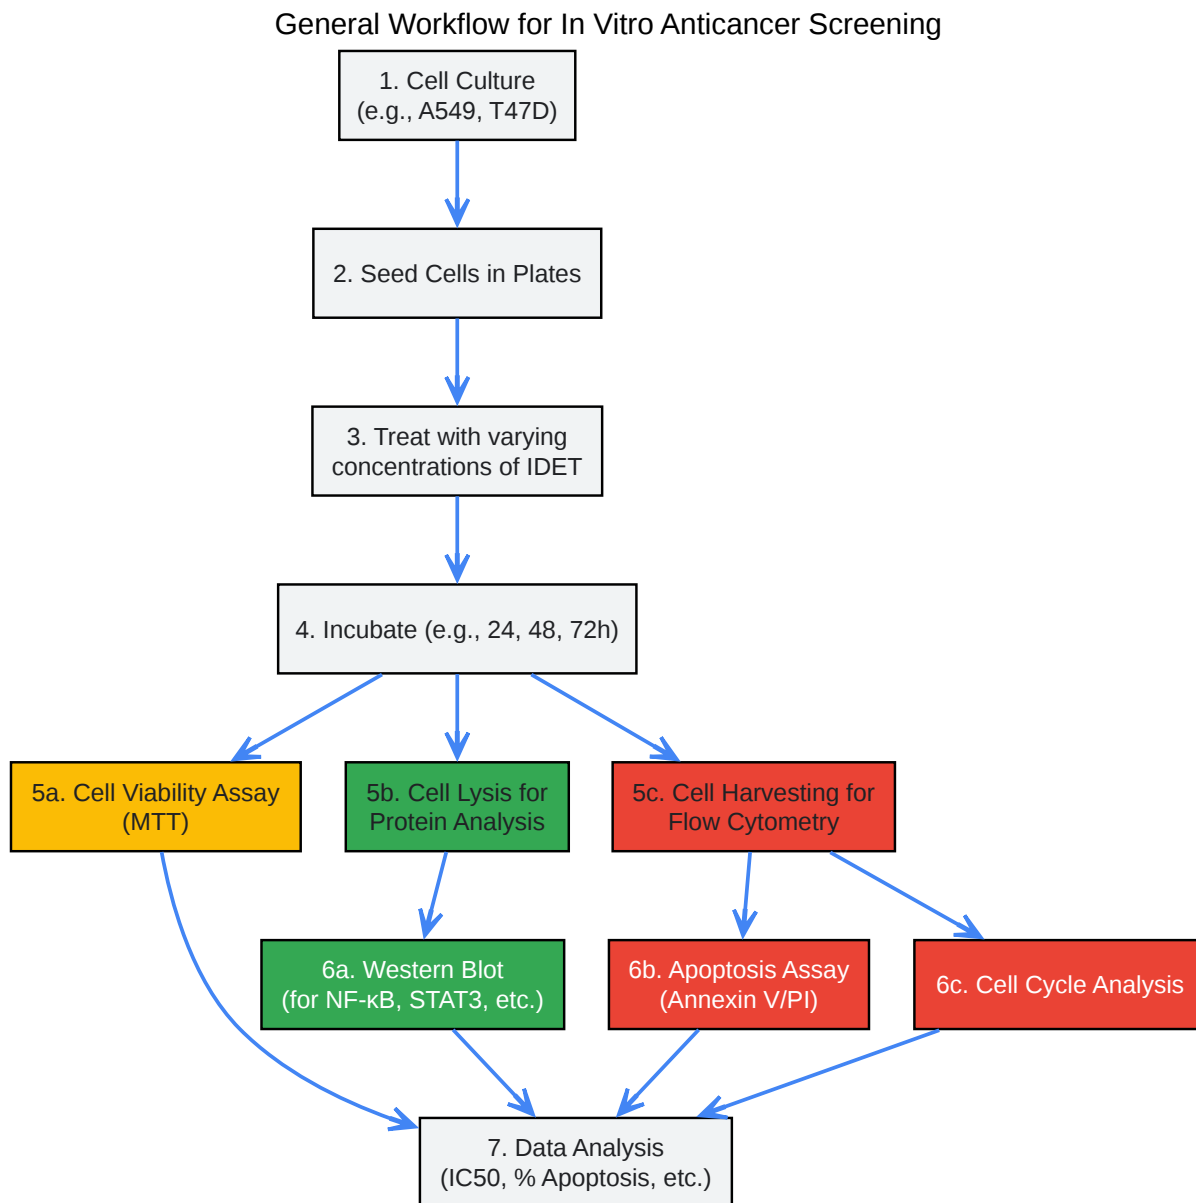 General Workflow for In Vitro Anticancer Screening
1. Cell Culture
(e.g., A549, T47D)
2. Seed Cells in Plates
3. Treat with varying
concentrations of IDET
4. Incubate (e.g., 24, 48, 72h)
5a. Cell Viability Assay
(MTT)
5b. Cell Lysis for
Protein Analysis
5c. Cell Harvesting for
Flow Cytometry
6a. Western Blot
(for NF-κB, STAT3, etc.)
6b. Apoptosis Assay
(Annexin V/PI)
6c. Cell Cycle Analysis
7. Data Analysis
(IC50, % Apoptosis, etc.)